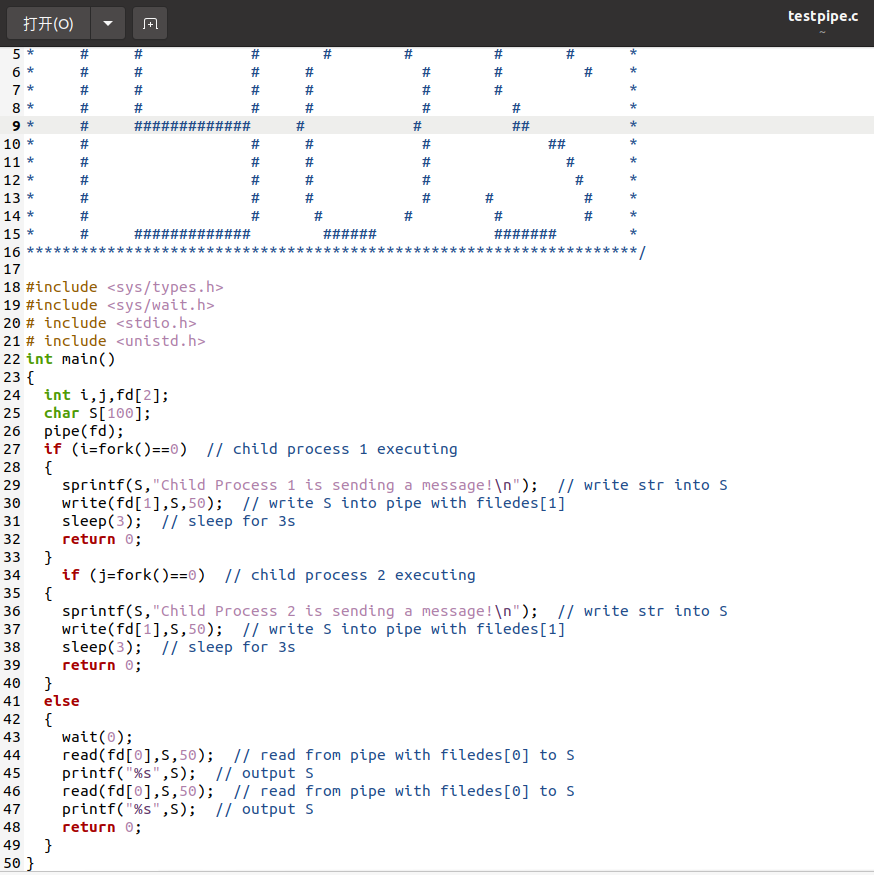 打开(O)
testpipe.c
~
5 *     #     #            #       #        #         #       #      *
6 *     #     #            #     #            #       #         #    *
7 *     #     #            #     #            #       #              *
8 *     #     #            #     #            #         #            *
9 *     #     #############     #            #          ##           *
10 *     #                  #     #            #             ##       *
11 *     #                  #     #            #               #      *
12 *     #                  #     #            #                #     *
13 *     #                  #     #            #      #          #    *
14 *     #                  #      #         #         #         #    *
15 *     #     #############        ######             #######        *
16 ********************************************************************/
17
18 #include <sys/types.h>
19 #include <sys/wait.h>
20 # include <stdio.h>
21 # include <unistd.h>
22 int main()
23 {
24   int i,j,fd[2];
25   char S[100];
26   pipe(fd);
27   if (i=fork()==0)  // child process 1 executing
28   {
29     sprintf(S,"Child Process 1 is sending a message!\n");  // write str into S
30     write(fd[1],S,50);  // write S into pipe with filedes[1]
31     sleep(3);  // sleep for 3s
32     return 0;
33   }
34     if (j=fork()==0)  // child process 2 executing
35   {
36     sprintf(S,"Child Process 2 is sending a message!\n");  // write str into S
37     write(fd[1],S,50);  // write S into pipe with filedes[1]
38     sleep(3);  // sleep for 3s
39     return 0;
40   }
41   else
42   {
43     wait(0);
44     read(fd[0],S,50);  // read from pipe with filedes[0] to S
45     printf("%s",S);  // output S
46     read(fd[0],S,50);  // read from pipe with filedes[0] to S
47     printf("%s",S);  // output S
48     return 0;
49   }
50 }